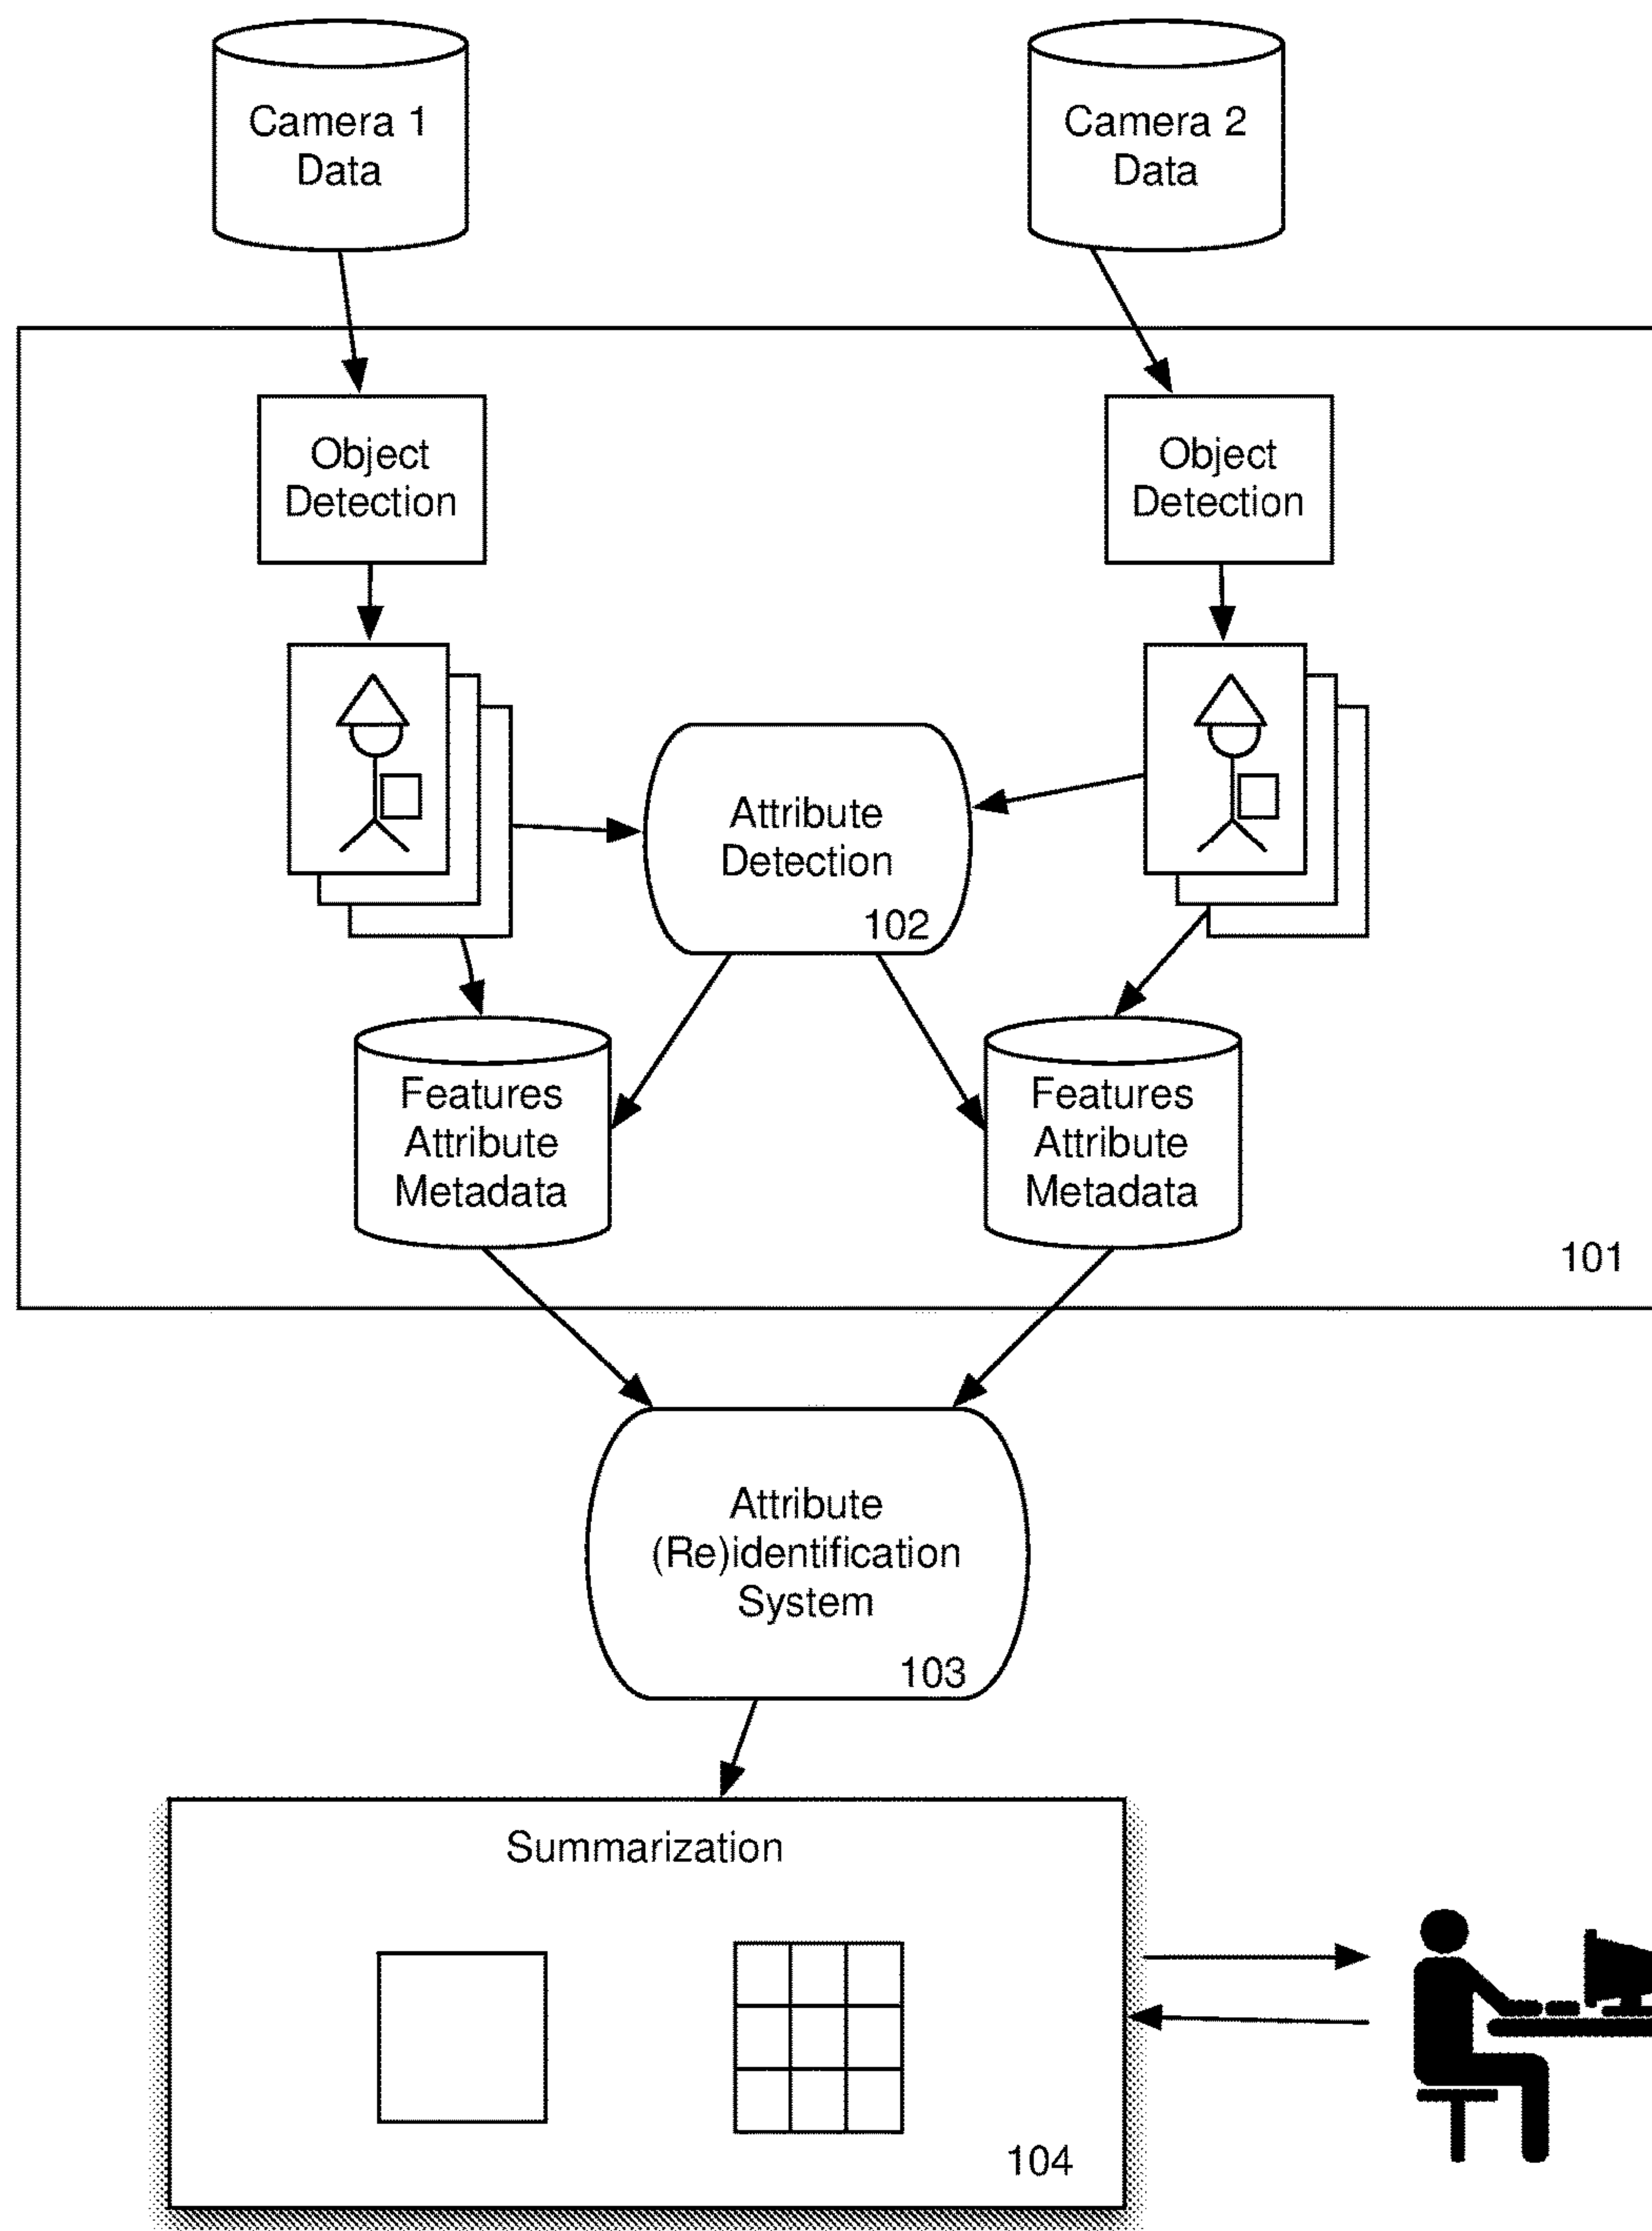 Camera 1
Data
Camera 2
Data
Object
Detection
Object
Detection
Attribute
Detection
102
Features
Attribute
Metadata
Features
Attribute
Metadata
101
Attribute
(Re)identification
System
103
Summarization
104